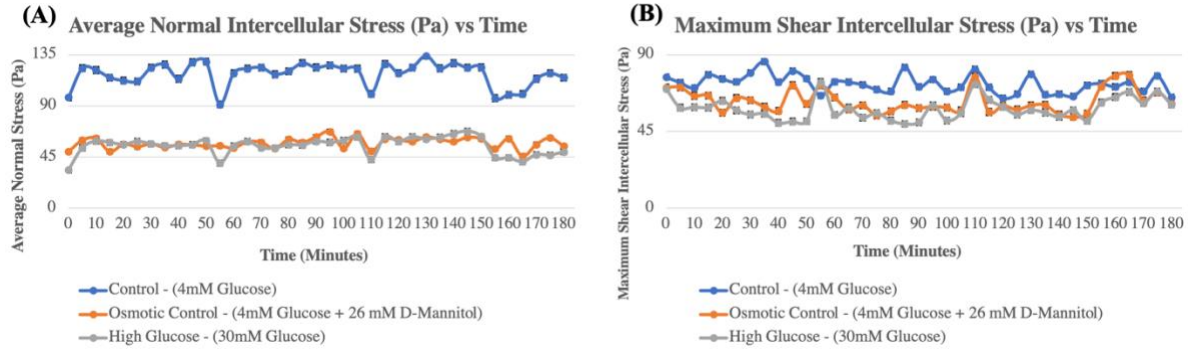 (A) Average Normal Intercellular Stress (Pa) vs Time
Average Normal Stress (Pa)
135
90
45
0
0 10 20 30 40 50 60 70 80 90 100 110 120 130 140 150 160 170 180
Time (Minutes)
Control - (4mM Glucose)
Osmotic Control - (4mM Glucose + 26 mM D-Mannitol)
High Glucose - (30mM Glucose)
(B) Maximum Shear Intercellular Stress (Pa) vs Time
Maximum Shear Intercellular Stress (Pa)
90
45
0
0 10 20 30 40 50 60 70 80 90 100 110 120 130 140 150 160 170 180
Time (Minutes)
Control - (4mM Glucose)
Osmotic Control - (4mM Glucose + 26 mM D-Mannitol)
High Glucose - (30mM Glucose)